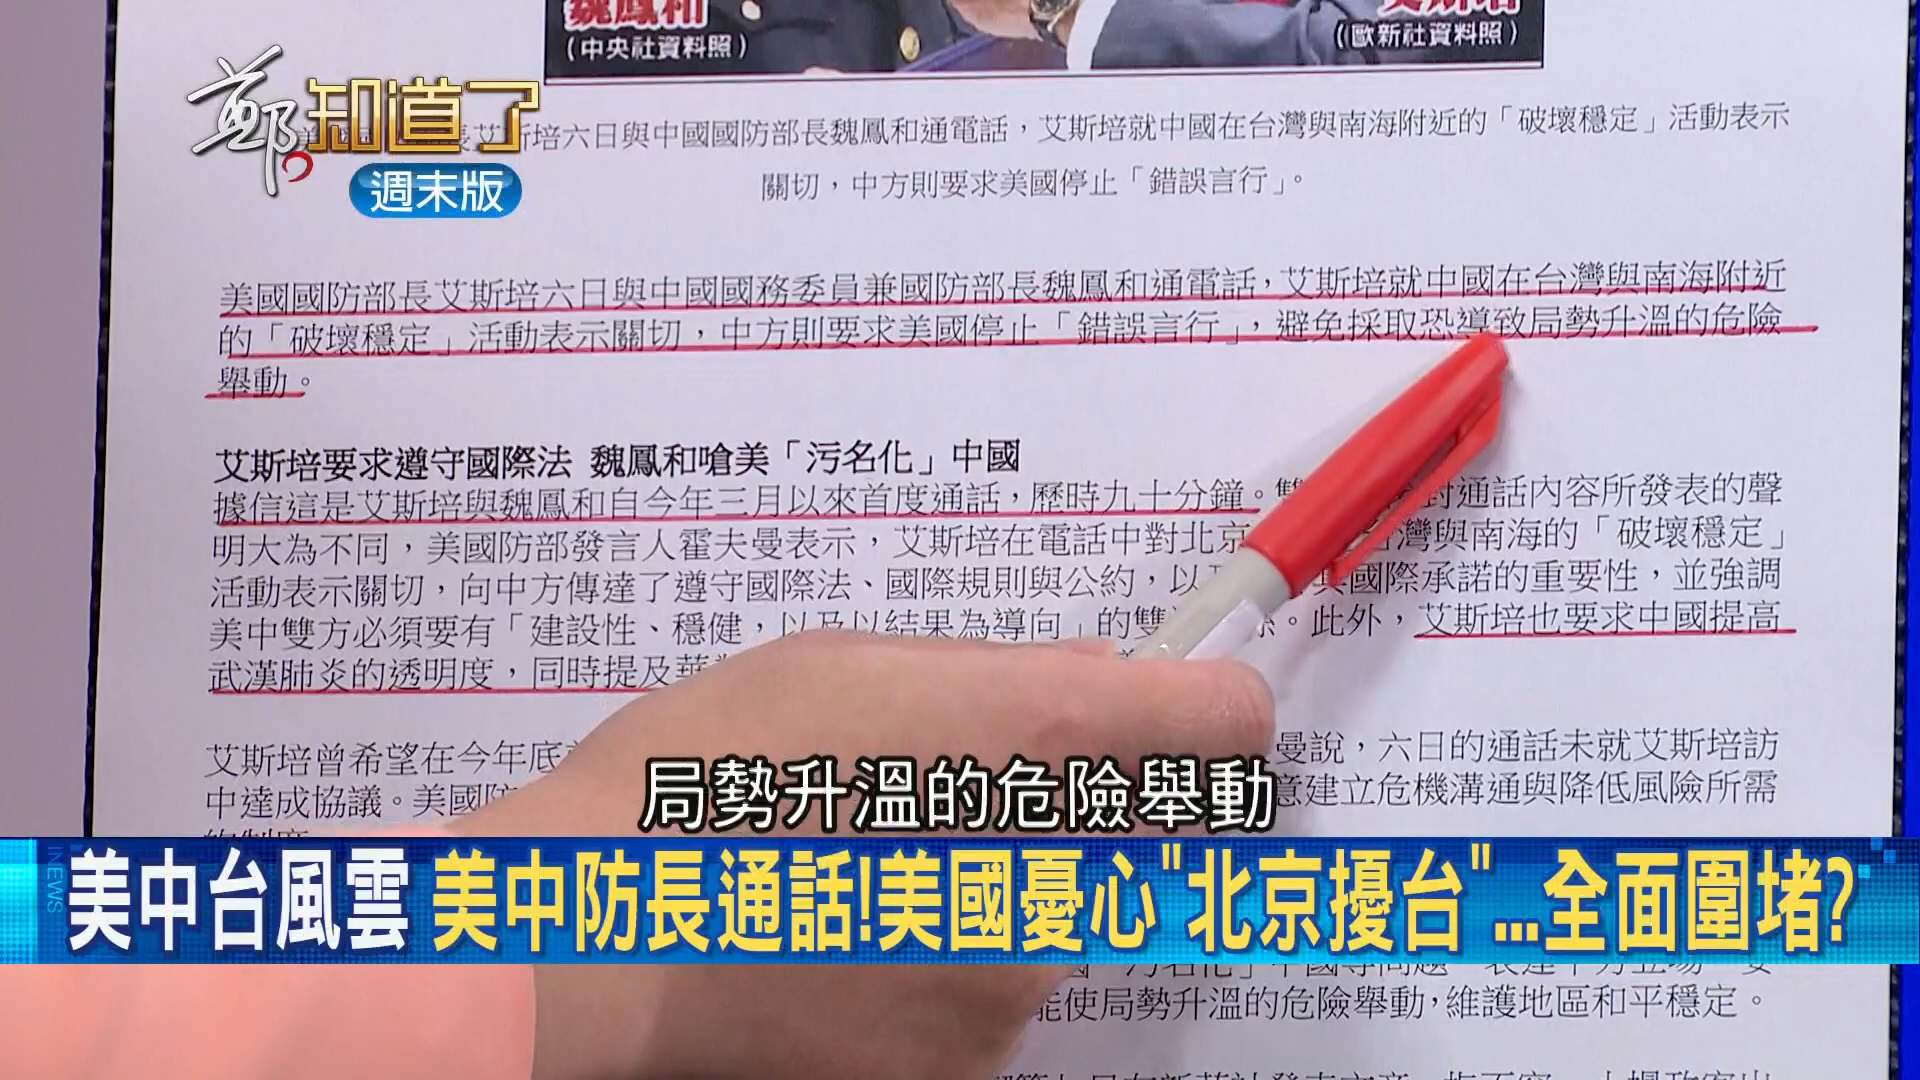 魏鳳和
(中央社資料照)
(歐新社資料照)
鄭知道了
週末版
長艾斯培六日與中國國防部長魏鳳和通電話，艾斯培就中國在台灣與南海附近的「破壞穩定」活動表示
關切，中方則要求美國停止「錯誤言行」。
美國國防部長艾斯培六日與中國國務委員兼國防部長魏鳳和通電話，艾斯培就中國在台灣與南海附近
的「破壞穩定」活動表示關切，中方則要求美國停止「錯誤言行」，避免採取恐導致局勢升溫的危險
舉動。
艾斯培要求遵守國際法 魏鳳和嗆美「污名化」中國
據信這是艾斯培與魏鳳和自今年三月以來首度通話，歷時九十分鐘。對通話內容所發表的聲
明大為不同，美國防部發言人霍夫曼表示，艾斯培在電話中對北京台灣與南海的「破壞穩定」
活動表示關切，向中方傳達了遵守國際法、國際規則與公約，以國際承諾的重要性，並強調
美中雙方必須要有「建設性、穩健，以及以結果為導向」的雙。此外，艾斯培也要求中國提高
武漢肺炎的透明度，同時提及
艾斯培曾希望在今年底曼說，六日的通話未就艾斯培訪
中達成協議。美國防意建立危機溝通與降低風險所需
局勢升溫的危險舉動
NEWS
美中台風雲 美中防長通話!美國憂心"北京擾台"...全面圍堵?
能使局勢升溫的危險舉動，維護地區和平穩定。